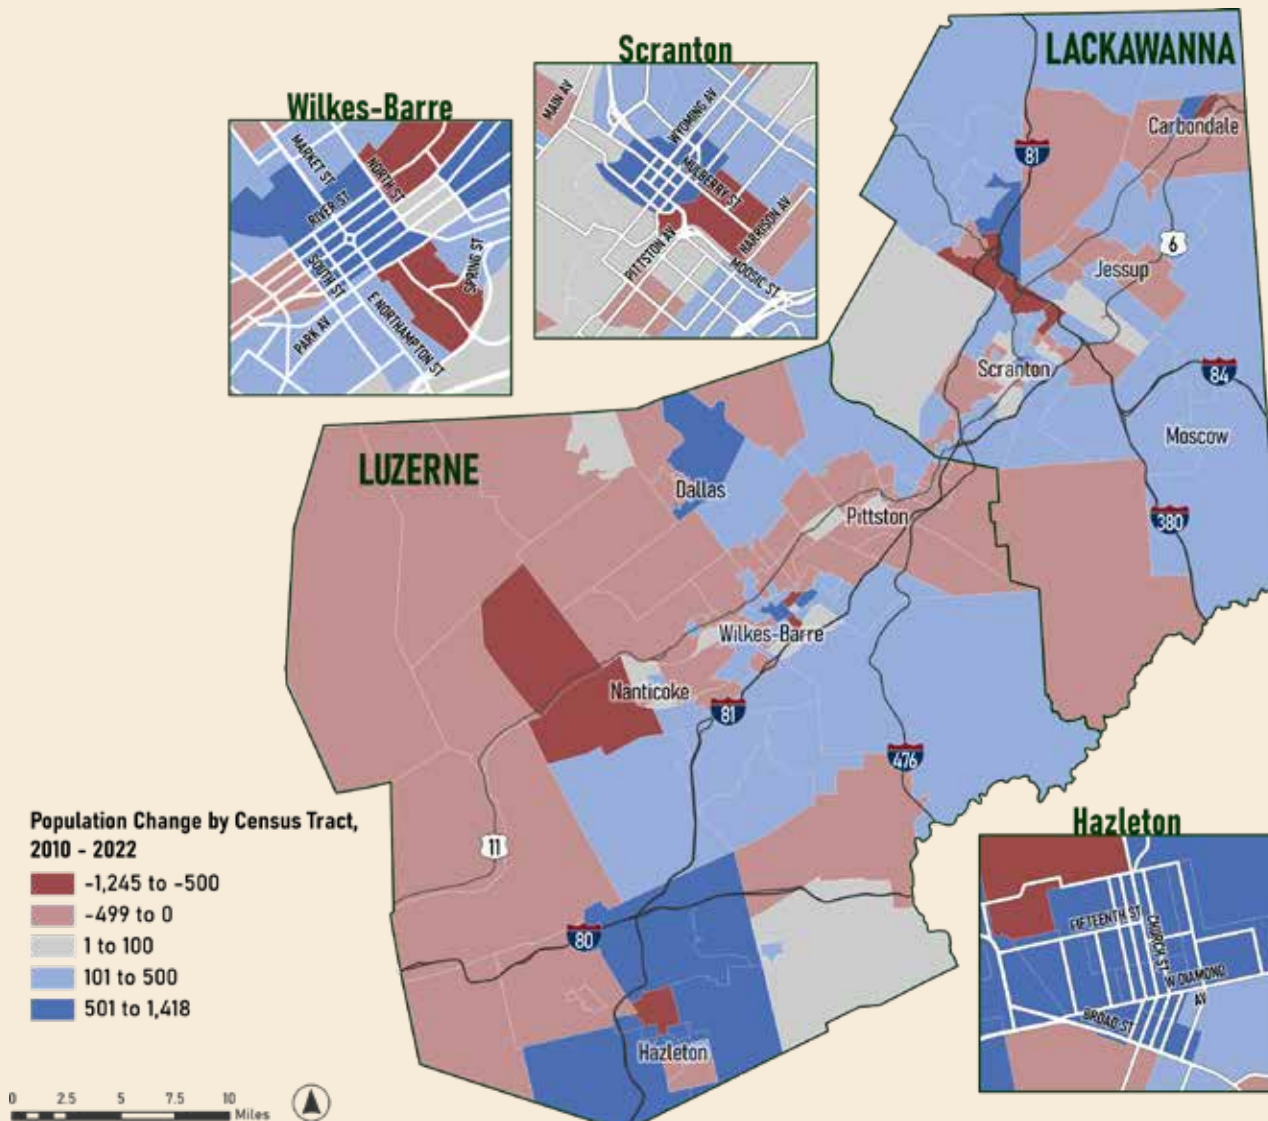 LACKAWANNA
Scranton
Wilkes-Barre
MAIN AV
WYOMING AV
MULBERRY ST
HARRISON AV
PITTSTON AV
MOOSIC ST
MARKET ST
NORTH ST
RIVER ST
SOUTH ST
SPRING ST
PARK AV
E NORTHAMPTON ST
Carbondale
81
6
Jessup
Scranton
84
Moscow
LUZERNE
Dallas
Pittston
380
Wilkes-Barre
Nanticoke
81
476
Population Change by Census Tract,
2010 - 2022
-1,245 to -500
-499 to 0
1 to 100
101 to 500
501 to 1,418
11
80
Hazleton
Hazleton
FIFTEENTH ST
CHURCH ST
W DIAMOND
AV
BROAD ST
0 2.5 5 7.5 10
Miles